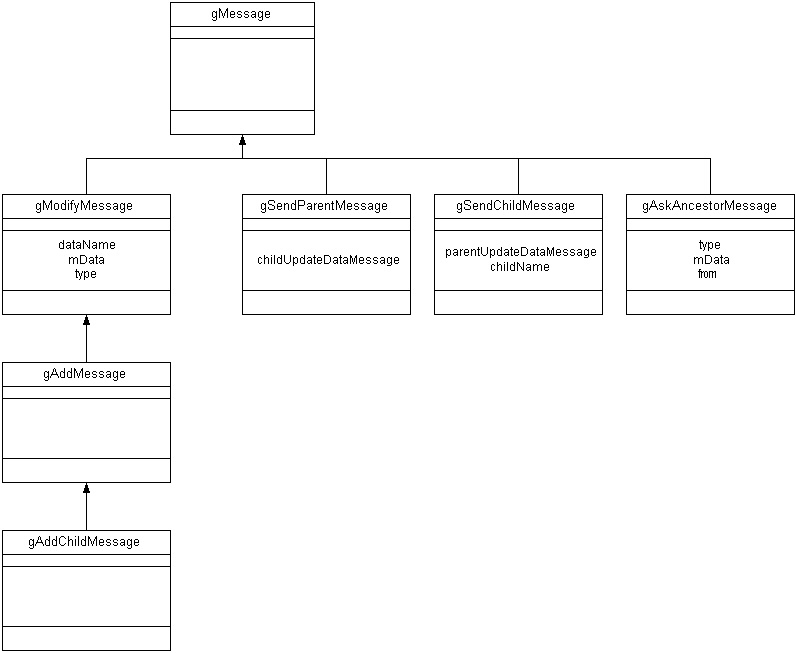 gMessage
gModifyMessage
dataName
mData
type
gSendParentMessage
childUpdateDataMessage
gSendChildMessage
parentUpdateDataMessage
childName
gAskAncestorMessage
type
mData
from
gAddMessage
gAddChildMessage